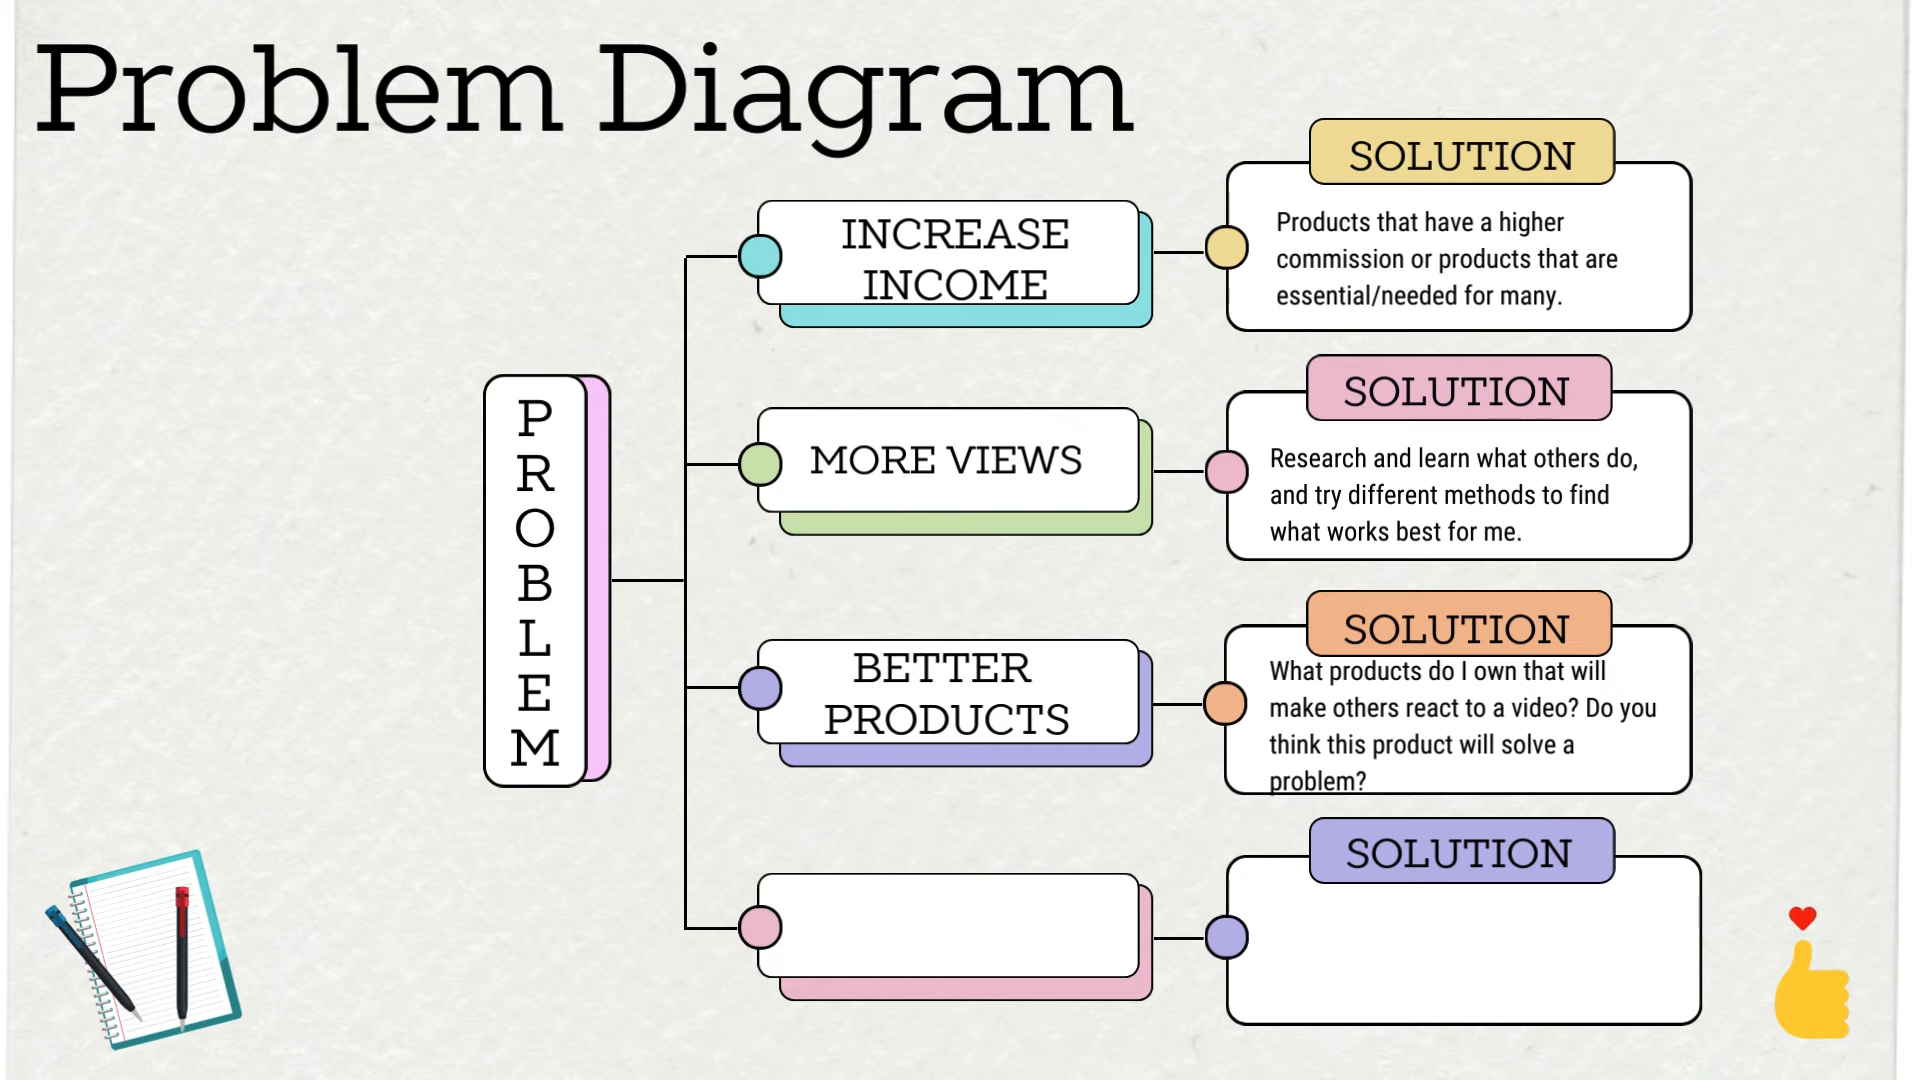 Problem Diagram
P
R
O
B
L
E
M
INCREASE
INCOME
SOLUTION
Products that have a higher
commission or products that are
essential/needed for many.
MORE VIEWS
SOLUTION
Research and learn what others do,
and try different methods to find
what works best for me.
BETTER
PRODUCTS
SOLUTION
What products do I own that will
make others react to a video? Do you
think this product will solve a
problem?
SOLUTION